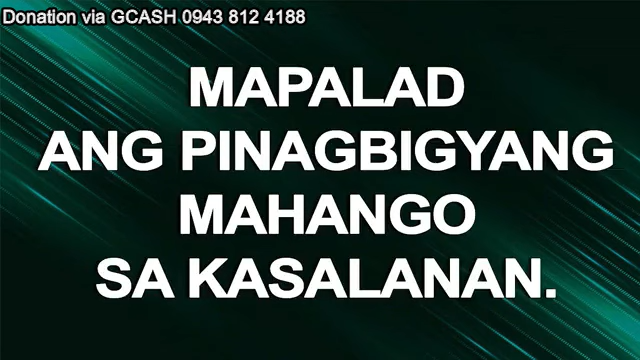 Donation via GCASH 0943 812 4188
MAPALAD
ANG PINAGBIGYANG
MAHANGO
SA KASALANAN.